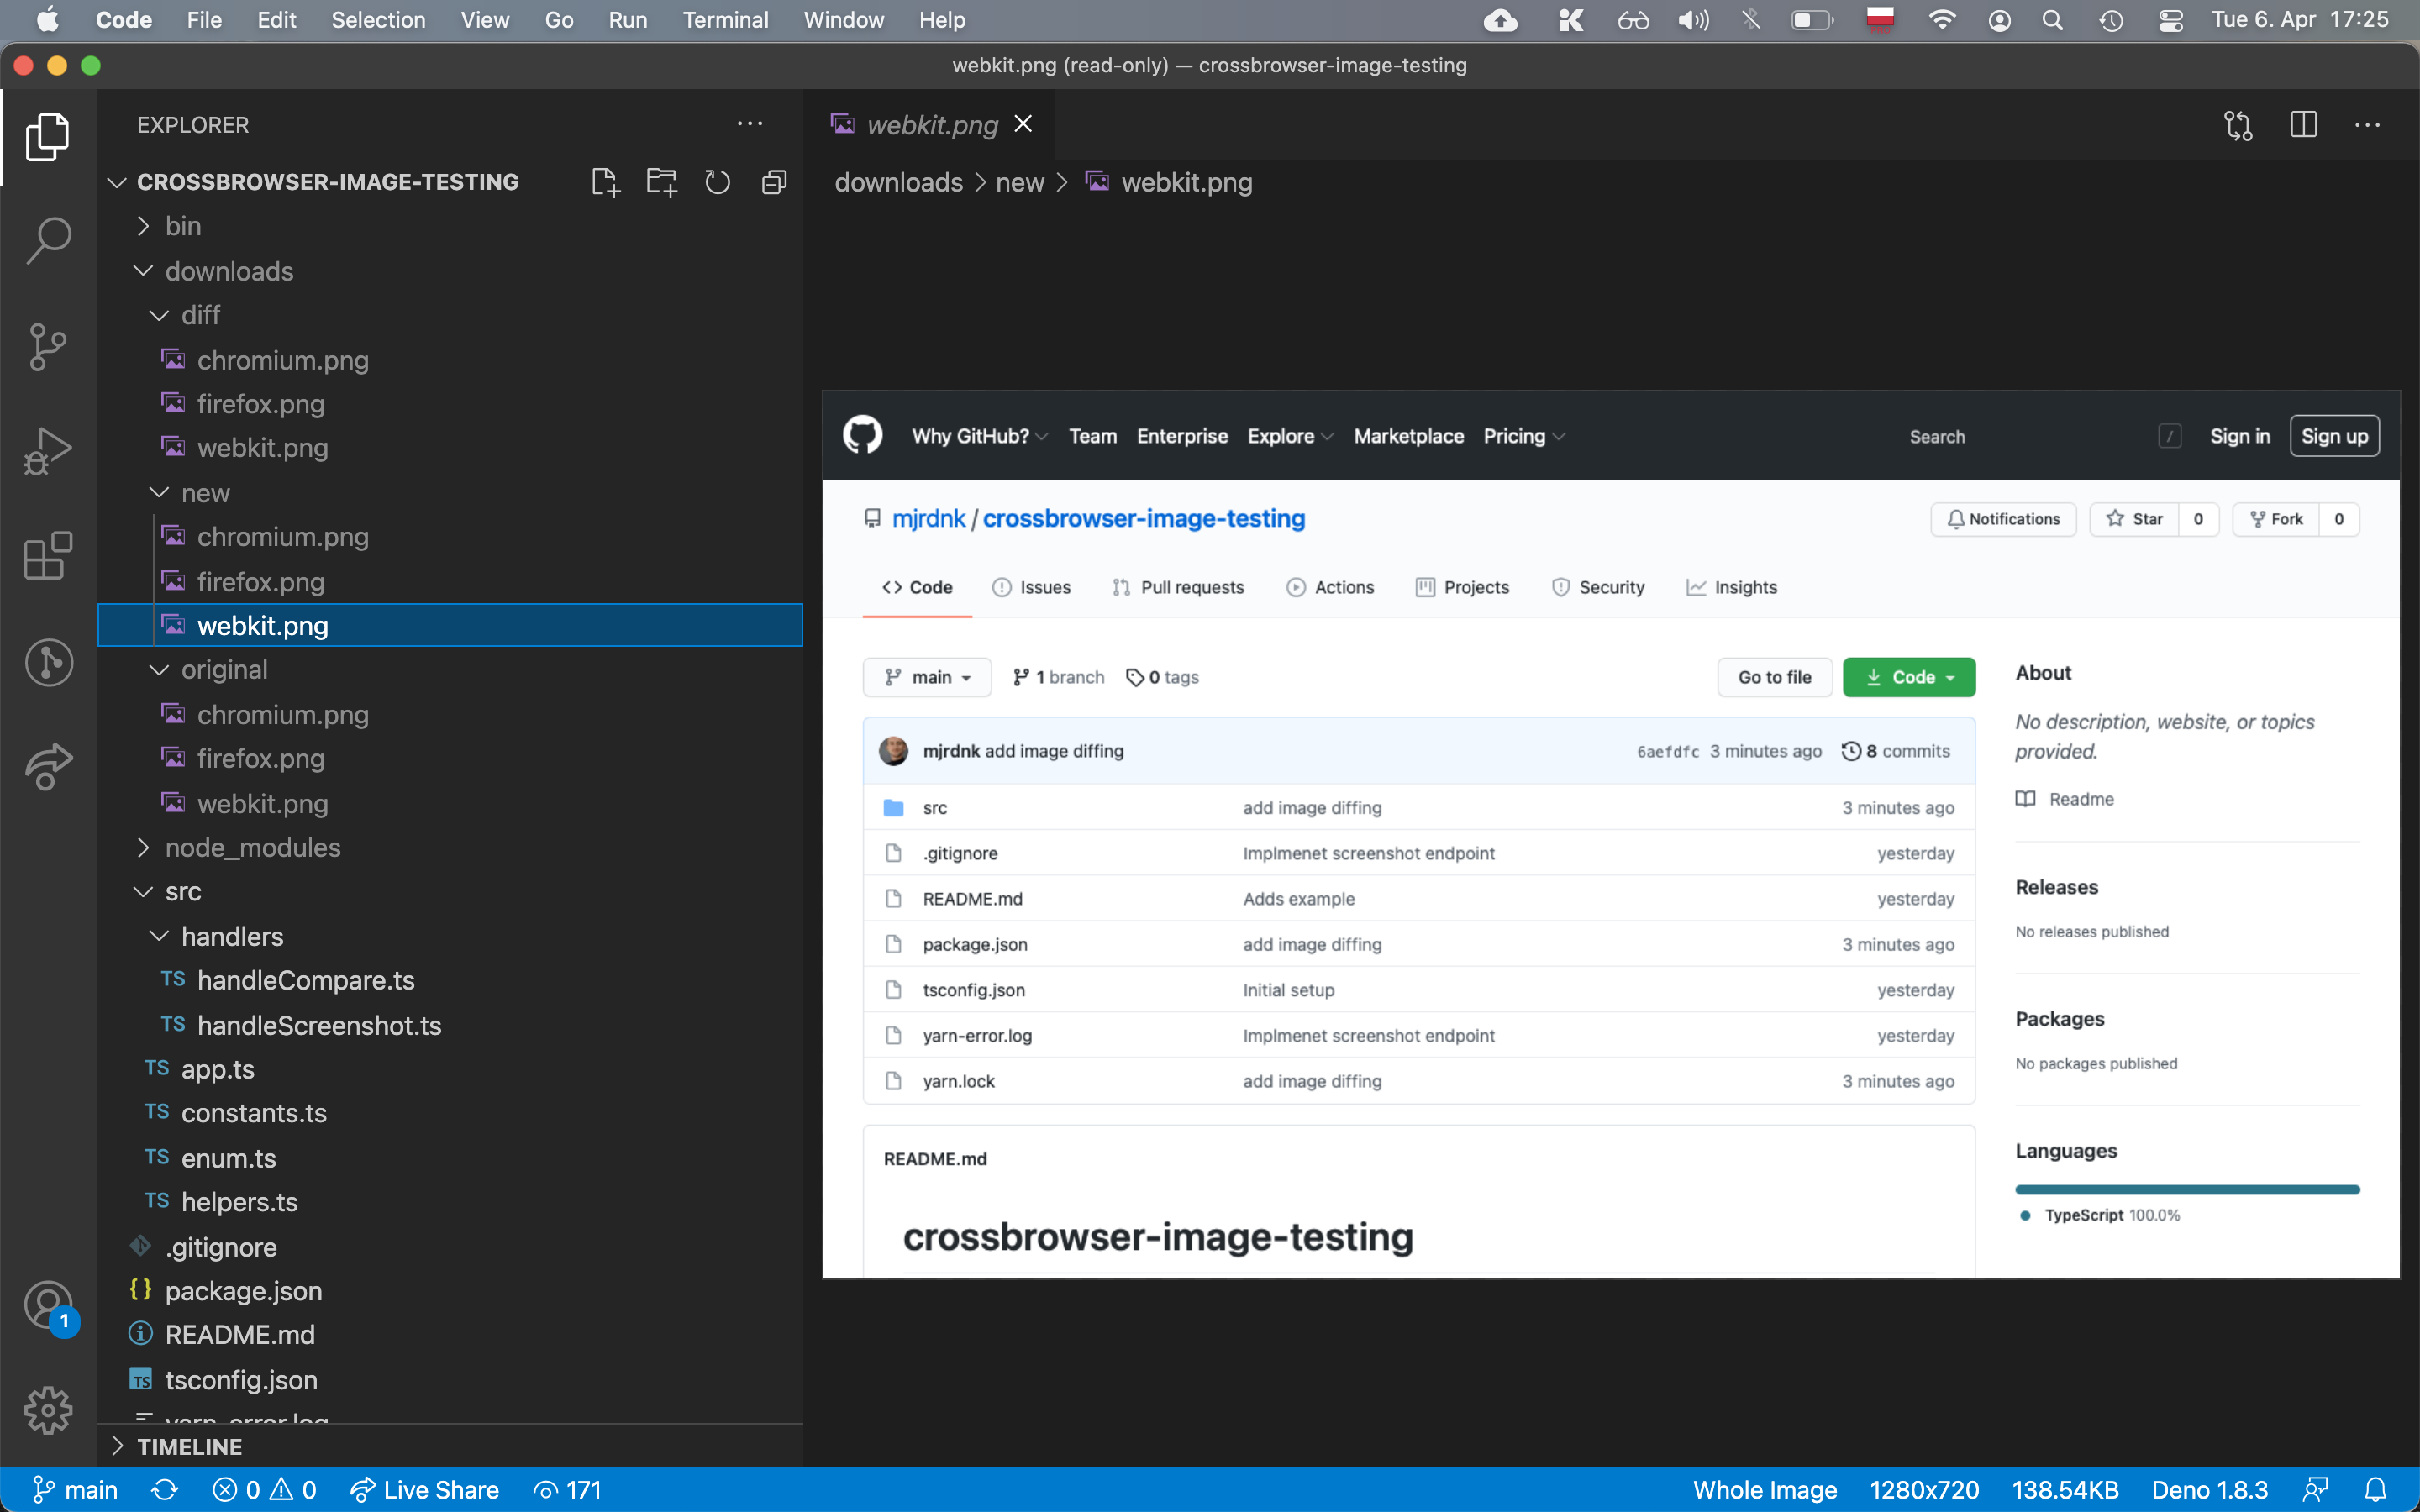 Code File Edit Selection View Go Run Terminal Window Help Tue 6. Apr 17:25
webkit.png (read-only) — crossbrowser-image-testing
EXPLORER
CROSSBROWSER-IMAGE-TESTING
bin
downloads
diff
chromium.png
firefox.png
webkit.png
new
chromium.png
firefox.png
webkit.png
original
chromium.png
firefox.png
webkit.png
node_modules
src
handlers
TS handleCompare.ts
TS handleScreenshot.ts
TS app.ts
TS constants.ts
TS enum.ts
TS helpers.ts
.gitignore
{} package.json
README.md
TS tsconfig.json
yarn-error.log
TIMELINE
1
webkit.png
downloads > new > webkit.png
Why GitHub? Team Enterprise Explore Marketplace Pricing Search / Sign in Sign up
mjrdnk / crossbrowser-image-testing
Notifications Star 0 Fork 0
Code Issues Pull requests Actions Projects Security Insights
main 1 branch 0 tags Go to file Code
mjrdnk add image diffing 6aefdfc 3 minutes ago 8 commits
src add image diffing 3 minutes ago
.gitignore Implmenet screenshot endpoint yesterday
README.md Adds example yesterday
package.json add image diffing 3 minutes ago
tsconfig.json Initial setup yesterday
yarn-error.log Implmenet screenshot endpoint yesterday
yarn.lock add image diffing 3 minutes ago
README.md
crossbrowser-image-testing
About
No description, website, or topics
provided.
Readme
Releases
No releases published
Packages
No packages published
Languages
TypeScript 100.0%
main 0 0 Live Share 171 Whole Image 1280x720 138.54KB Deno 1.8.3